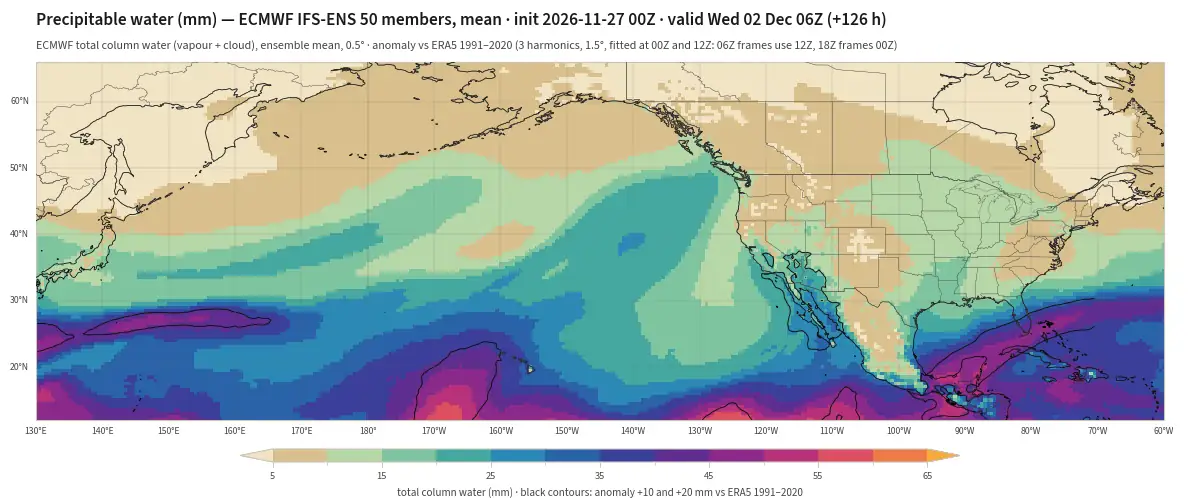 Precipitable water (mm) — ECMWF IFS-ENS 50 members, mean · init 2026-11-27 00Z · valid Wed 02 Dec 06Z (+126 h)
ECMWF total column water (vapour + cloud), ensemble mean, 0.5° · anomaly vs ERA5 1991–2020 (3 harmonics, 1.5°, fitted at 00Z and 12Z: 06Z frames use 12Z, 18Z frames 00Z)
60°N
50°N
40°N
30°N
20°N
130°E 140°E 150°E 160°E 170°E 180° 170°W 160°W 150°W 140°W 130°W 120°W 110°W 100°W 90°W 80°W 70°W 60°W
5 15 25 35 45 55 65
total column water (mm) · black contours: anomaly +10 and +20 mm vs ERA5 1991–2020